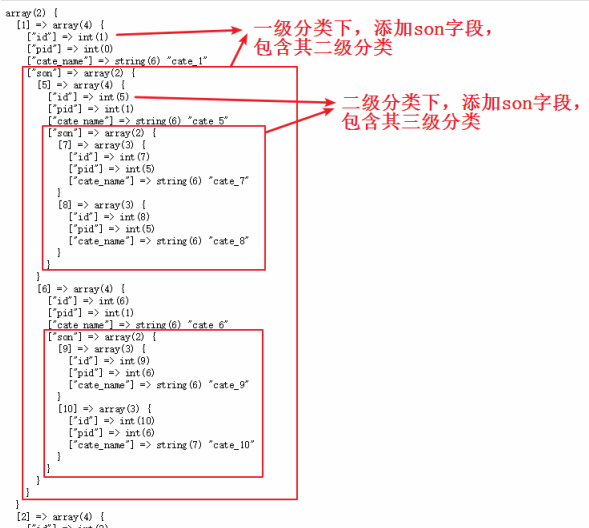 array(2) {
[1] => array(4) {
["id"] => int(1)
["pid"] => int(0)
["cate_name"] => string(6) "cate_1"
["son"] => array(2) {
[5] => array(4) {
["id"] => int(5)
["pid"] => int(1)
["cate_name"] => string(6) "cate_5"
["son"] => array(2) {
[7] => array(3) {
["id"] => int(7)
["pid"] => int(5)
["cate_name"] => string(6) "cate_7"
}
[8] => array(3) {
["id"] => int(8)
["pid"] => int(5)
["cate_name"] => string(6) "cate_8"
}
}
}
[6] => array(4) {
["id"] => int(6)
["pid"] => int(1)
["cate_name"] => string(6) "cate_6"
["son"] => array(2) {
[9] => array(3) {
["id"] => int(9)
["pid"] => int(6)
["cate_name"] => string(6) "cate_9"
}
[10] => array(3) {
["id"] => int(10)
["pid"] => int(6)
["cate_name"] => string(7) "cate_10"
}
}
}
}
}
[2] => array(4) {
一级分类下，添加son字段，
包含其二级分类
二级分类下，添加son字段，
包含其三级分类